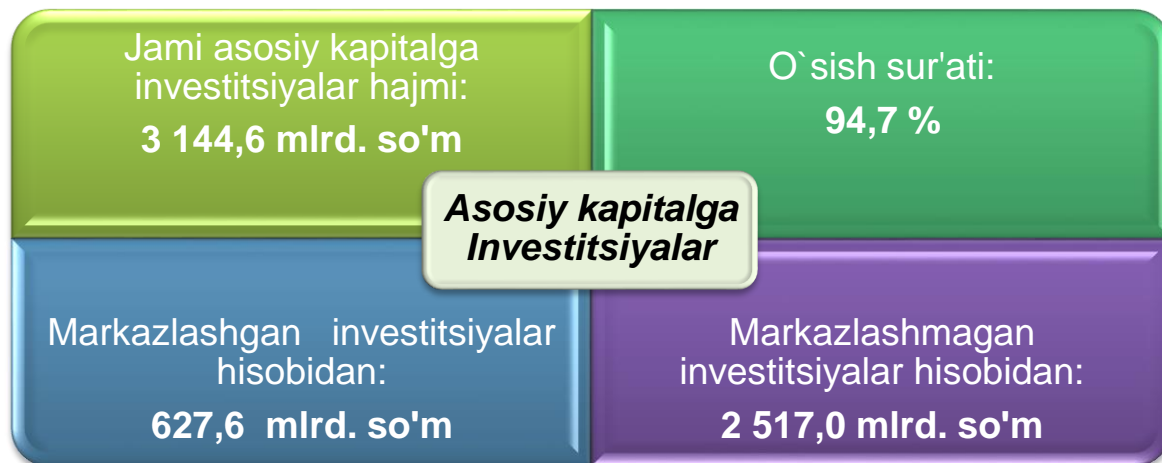 Jami asosiy kapitalga
investitsiyalar hajmi:
3 144,6 mlrd. so'm
O`sish sur'ati:
94,7 %
Asosiy kapitalga
Investitsiyalar
Markazlashgan investitsiyalar
hisobidan:
627,6 mlrd. so'm
Markazlashmagan
investitsiyalar hisobidan:
2 517,0 mlrd. so'm